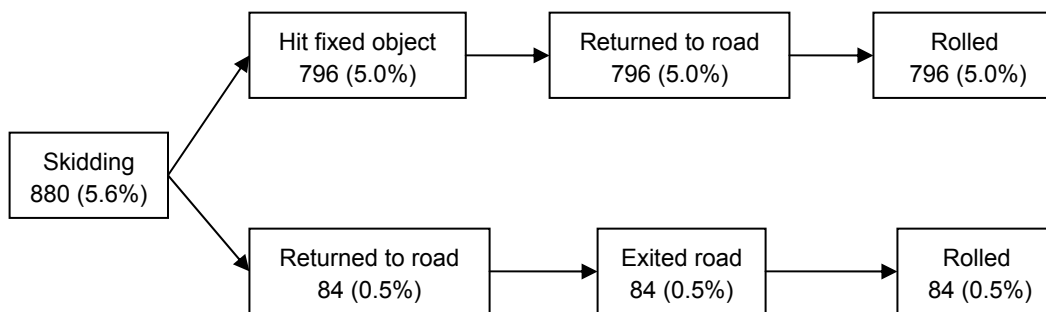 Hit fixed object
796 (5.0%)
Returned to road
796 (5.0%)
Rolled
796 (5.0%)
Skidding
880 (5.6%)
Returned to road
84 (0.5%)
Exited road
84 (0.5%)
Rolled
84 (0.5%)